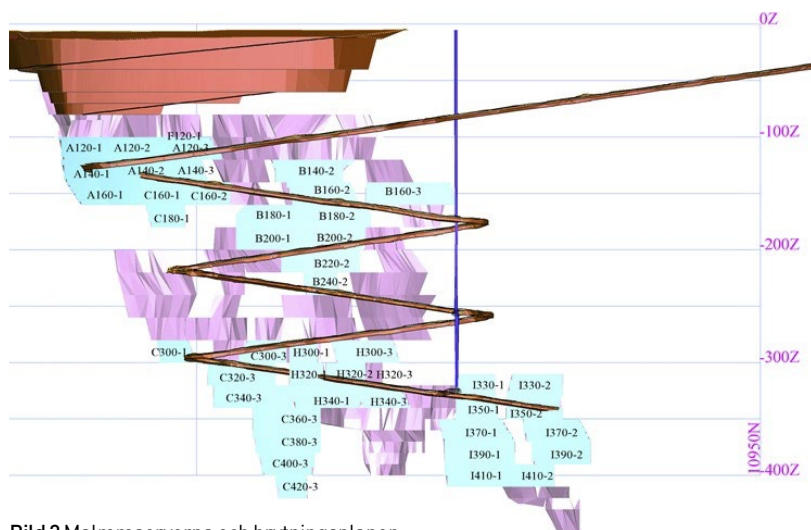 0Z
-100Z
F120-1
A120-1 A120-2 A120-3
B140-2
A140-1 A140-2 A140-3
B160-2 B160-3
A160-1 C160-1 C160-2
C180-1 B180-1 B180-2
B200-1 B200-2
-200Z
B220-2
B240-2
C300-1 C300-3 H300-1 H300-3
-300Z
C320-3 H320-1 H320-2 H320-3
I330-1 I330-2
C340-3 H340-1 H340-3
I350-1 I350-2
C360-3
I370-1 I370-2
C380-3
I390-1 I390-2
C400-3
I410-1 I410-2
C420-3
-400Z
10950N